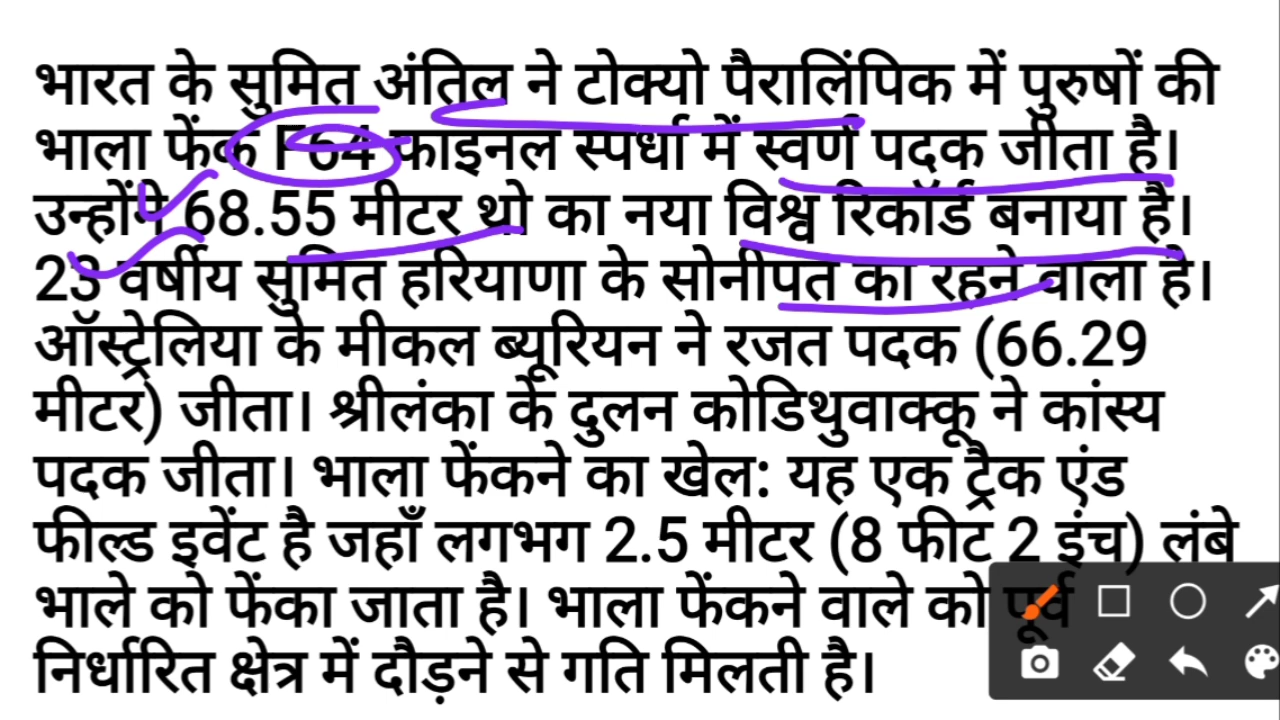 भारत के सुमित अंतिल ने टोक्यो पैरालिंपिक में पुरुषों की
भाला फेंक F64 फाइनल स्पर्धा में स्वर्ण पदक जीता है।
उन्होंने 68.55 मीटर थ्रो का नया विश्व रिकॉर्ड बनाया है।
23 वर्षीय सुमित हरियाणा के सोनीपत का रहने वाला है।
ऑस्ट्रेलिया के मीकल ब्यूरियन ने रजत पदक (66.29
मीटर) जीता। श्रीलंका के दुलन कोडिथुवाक्कू ने कांस्य
पदक जीता। भाला फेंकने का खेल: यह एक ट्रैक एंड
फील्ड इवेंट है जहाँ लगभग 2.5 मीटर (8 फीट 2 इंच) लंबे
भाले को फेंका जाता है। भाला फेंकने वाले को पूर्व
निर्धारित क्षेत्र में दौड़ने से गति मिलती है।